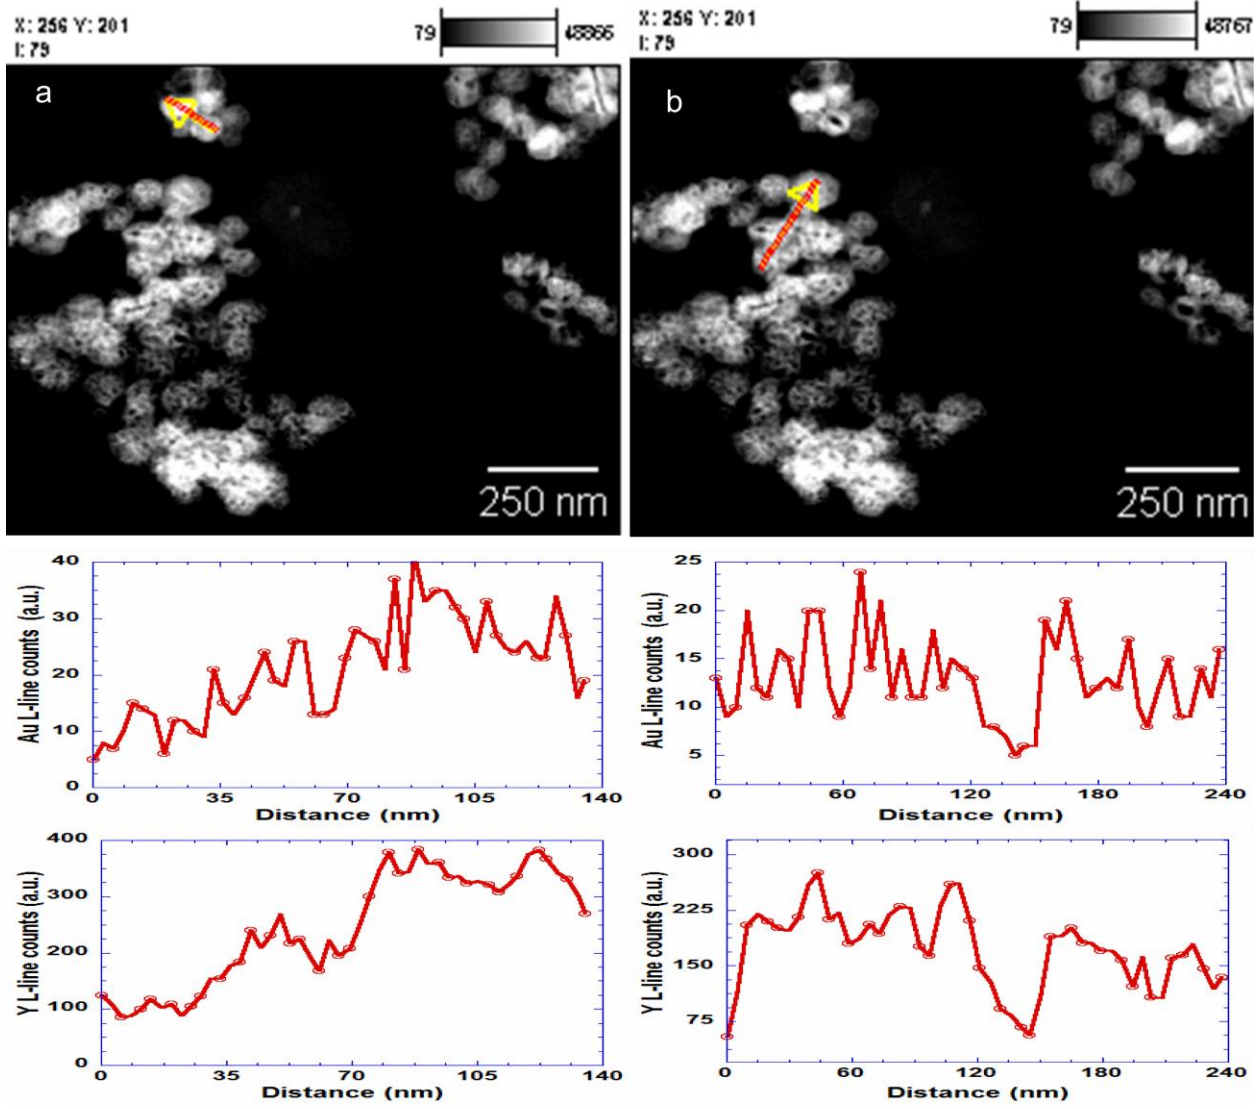 X: 256 Y: 201
I: 79
79 48866
a
250 nm
X: 256 Y: 201
I: 79
79 48767
b
250 nm
Au L-line counts (a.u.)
40
30
20
10
0
0 35 70 105 140
Distance (nm)
Au L-line counts (a.u.)
25
20
15
10
5
0 60 120 180 240
Distance (nm)
Y L-line counts (a.u.)
400
300
200
100
0
0 35 70 105 140
Distance (nm)
Y L-line counts (a.u.)
300
225
150
75
0 60 120 180 240
Distance (nm)